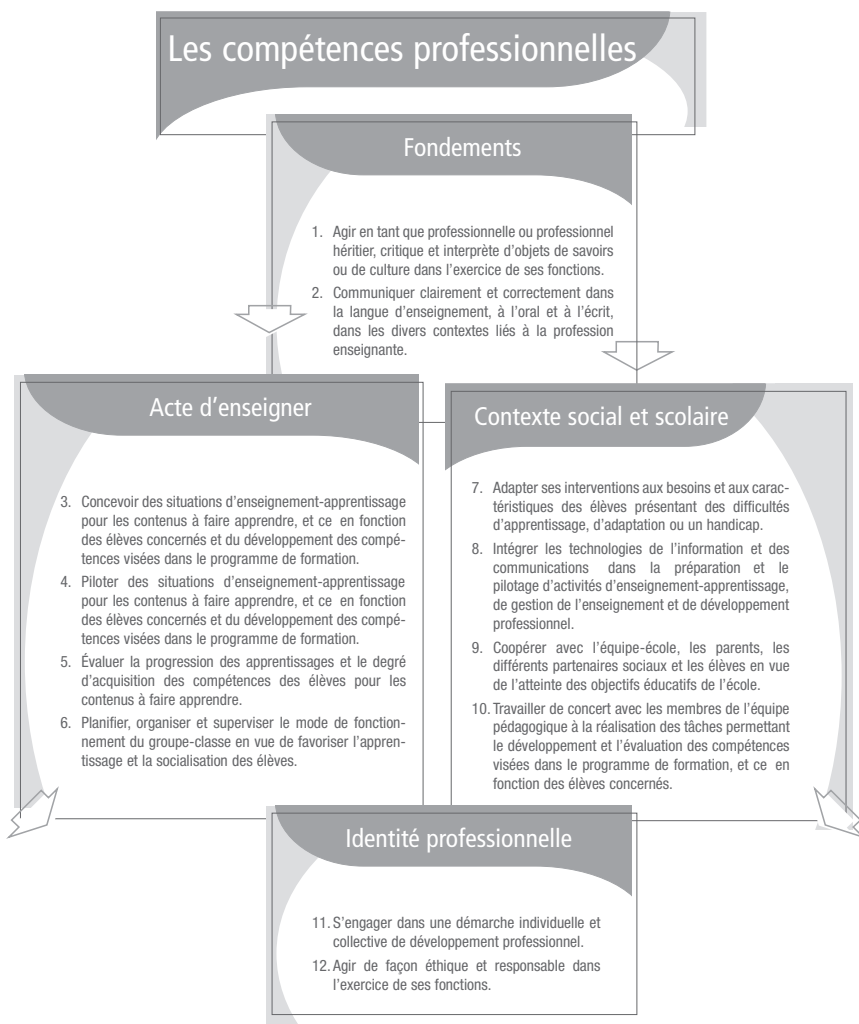 Les compétences professionnelles
Fondements
1. Agir en tant que professionnelle ou professionnel
héritier, critique et interprète d'objets de savoirs
ou de culture dans l'exercice de ses fonctions.
2. Communiquer clairement et correctement dans
la langue d'enseignement, à l'oral et à l'écrit,
dans les divers contextes liés à la profession
enseignante.
Acte d'enseigner
3. Concevoir des situations d'enseignement-apprentissage
pour les contenus à faire apprendre, et ce en fonction
des élèves concernés et du développement des compé-
tences visées dans le programme de formation.
4. Piloter des situations d'enseignement-apprentissage
pour les contenus à faire apprendre, et ce en fonction
des élèves concernés et du développement des compé-
tences visées dans le programme de formation.
5. Évaluer la progression des apprentissages et le degré
d'acquisition des compétences des élèves pour les
contenus à faire apprendre.
6. Planifier, organiser et superviser le mode de fonction-
nement du groupe-classe en vue de favoriser l'appren-
tissage et la socialisation des élèves.
Contexte social et scolaire
7. Adapter ses interventions aux besoins et aux carac-
téristiques des élèves présentant des difficultés
d'apprentissage, d'adaptation ou un handicap.
8. Intégrer les technologies de l'information et des
communications dans la préparation et le
pilotage d'activités d'enseignement-apprentissage,
de gestion de l'enseignement et de développement
professionnel.
9. Coopérer avec l'équipe-école, les parents, les
différents partenaires sociaux et les élèves en vue
de l'atteinte des objectifs éducatifs de l'école.
10. Travailler de concert avec les membres de l'équipe
pédagogique à la réalisation des tâches permettant
le développement et l'évaluation des compétences
visées dans le programme de formation, et ce en
fonction des élèves concernés.
Identité professionnelle
11. S'engager dans une démarche individuelle et
collective de développement professionnel.
12. Agir de façon éthique et responsable dans
l'exercice de ses fonctions.